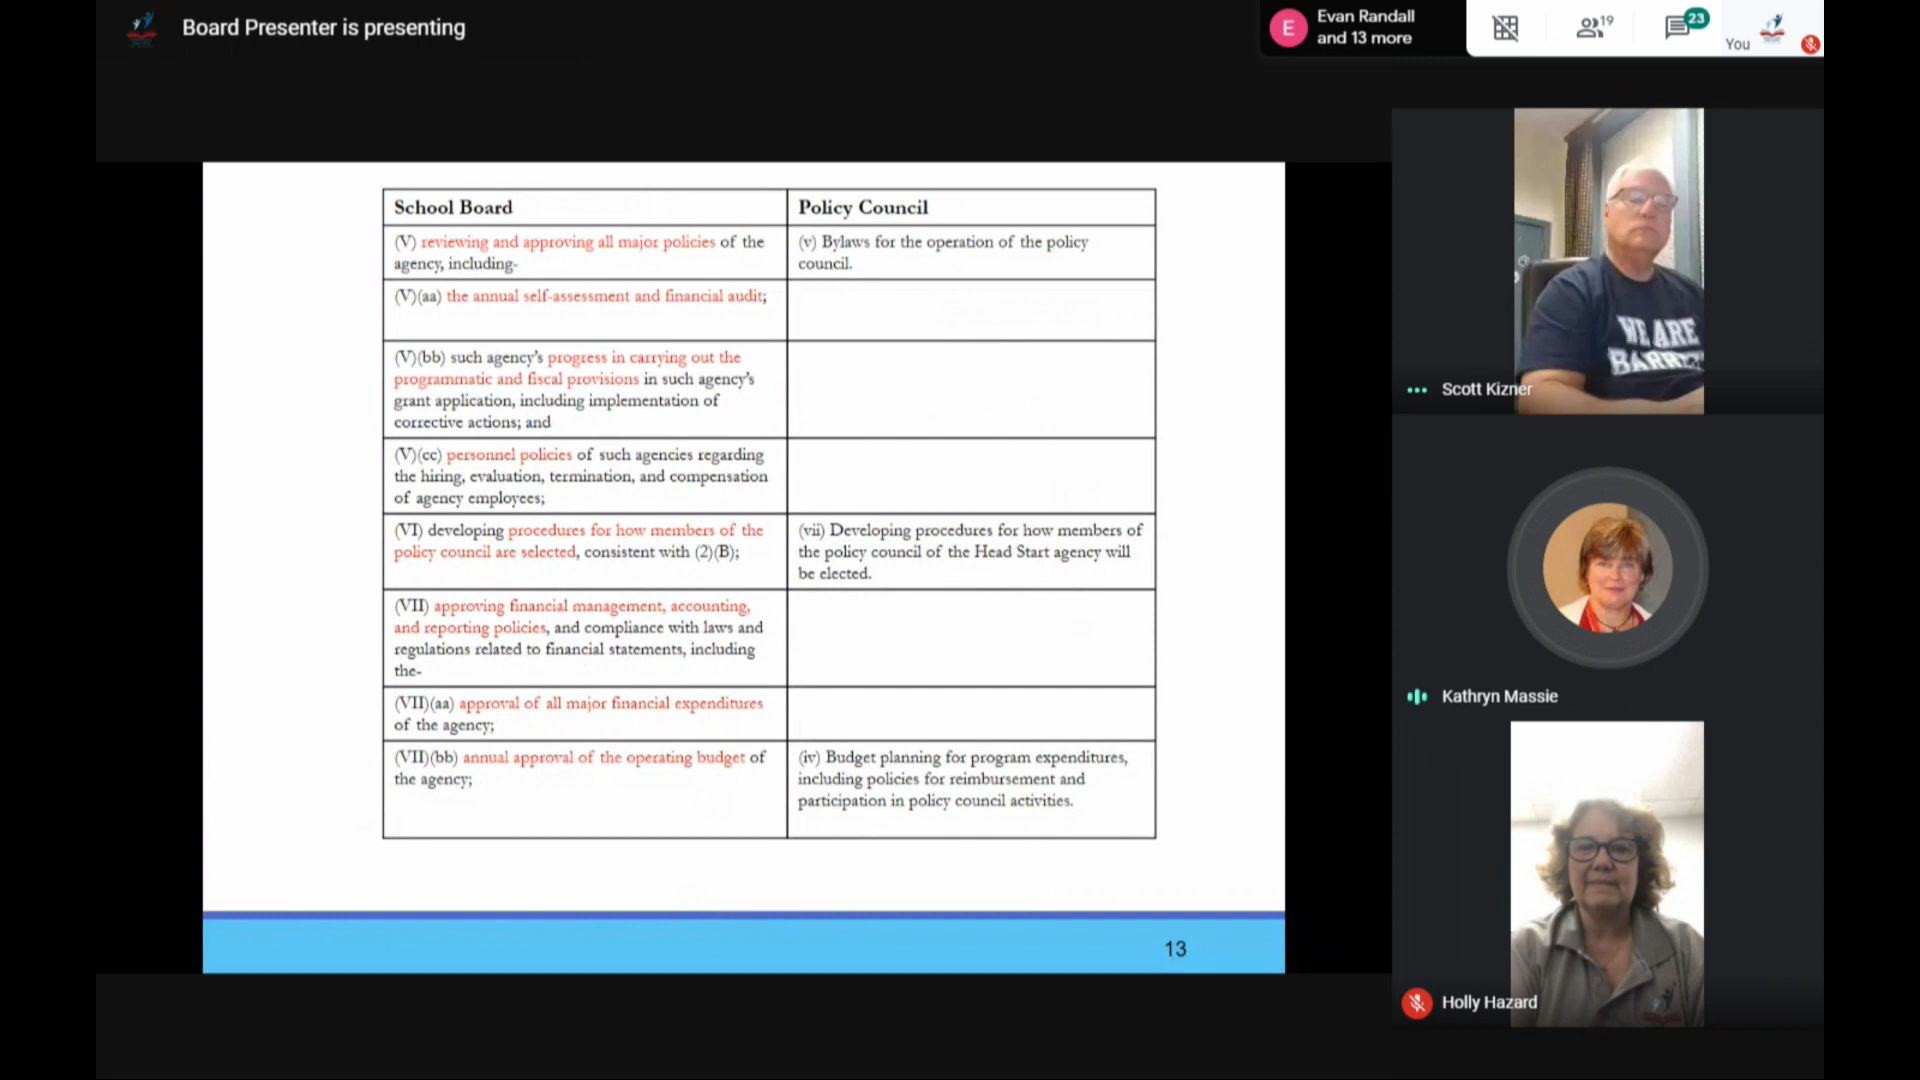 Board Presenter is presenting
E
Evan Randall
and 13 more
19
23
You
School Board
Policy Council
(V) reviewing and approving all major policies of the
agency, including-
(v) Bylaws for the operation of the policy
council.
(V)(aa) the annual self-assessment and financial audit;
(V)(bb) such agency's progress in carrying out the
programmatic and fiscal provisions in such agency's
grant application, including implementation of
corrective actions; and
(V)(cc) personnel policies of such agencies regarding
the hiring, evaluation, termination, and compensation
of agency employees;
(VI) developing procedures for how members of the
policy council are selected, consistent with (2)(B);
(vii) Developing procedures for how members of
the policy council of the Head Start agency will
be elected.
(VII) approving financial management, accounting,
and reporting policies, and compliance with laws and
regulations related to financial statements, including
the-
(VII)(aa) approval of all major financial expenditures
of the agency;
(VII)(bb) annual approval of the operating budget of
the agency;
(iv) Budget planning for program expenditures,
including policies for reimbursement and
participation in policy council activities.
13
WE ARE
Scott Kizner
Kathryn Massie
Holly Hazard